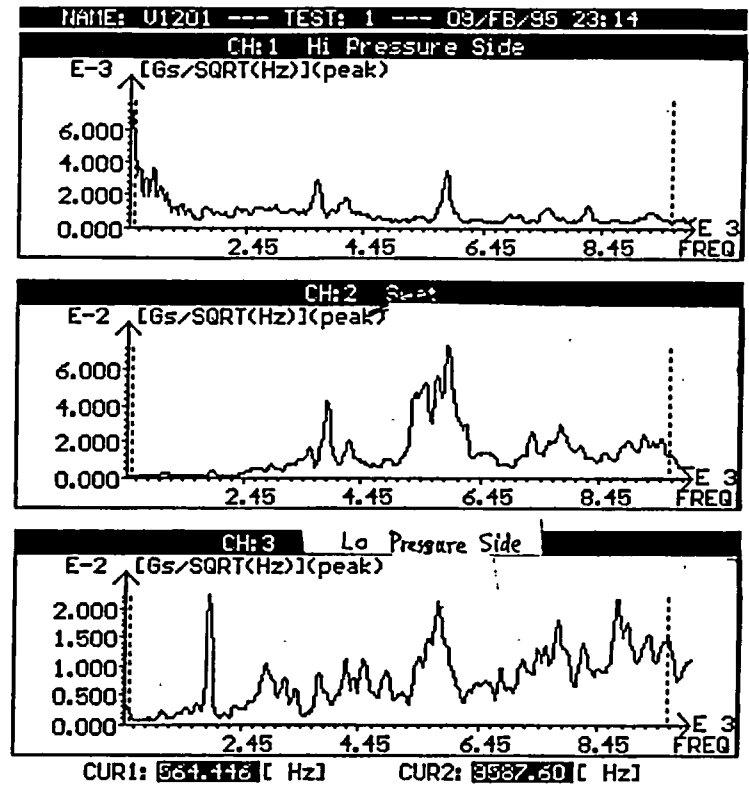 NAME: V1201 --- TEST: 1 --- 09/FB/95 23:14
CH:1 Hi Pressure Side
E-3 [Gs/SQRT(Hz)](peak)
6.000
4.000
2.000
0.000
2.45 4.45 6.45 8.45 E 3
FREQ
CH:2
E-2 [Gs/SQRT(Hz)](peak)
6.000
4.000
2.000
0.000
2.45 4.45 6.45 8.45 E 3
FREQ
CH:3 Lo Pressure Side
E-2 [Gs/SQRT(Hz)](peak)
2.000
1.500
1.000
0.500
0.000
2.45 4.45 6.45 8.45 E 3
FREQ
CUR1: 564.446 [ Hz] CUR2: 9587.60 [ Hz]